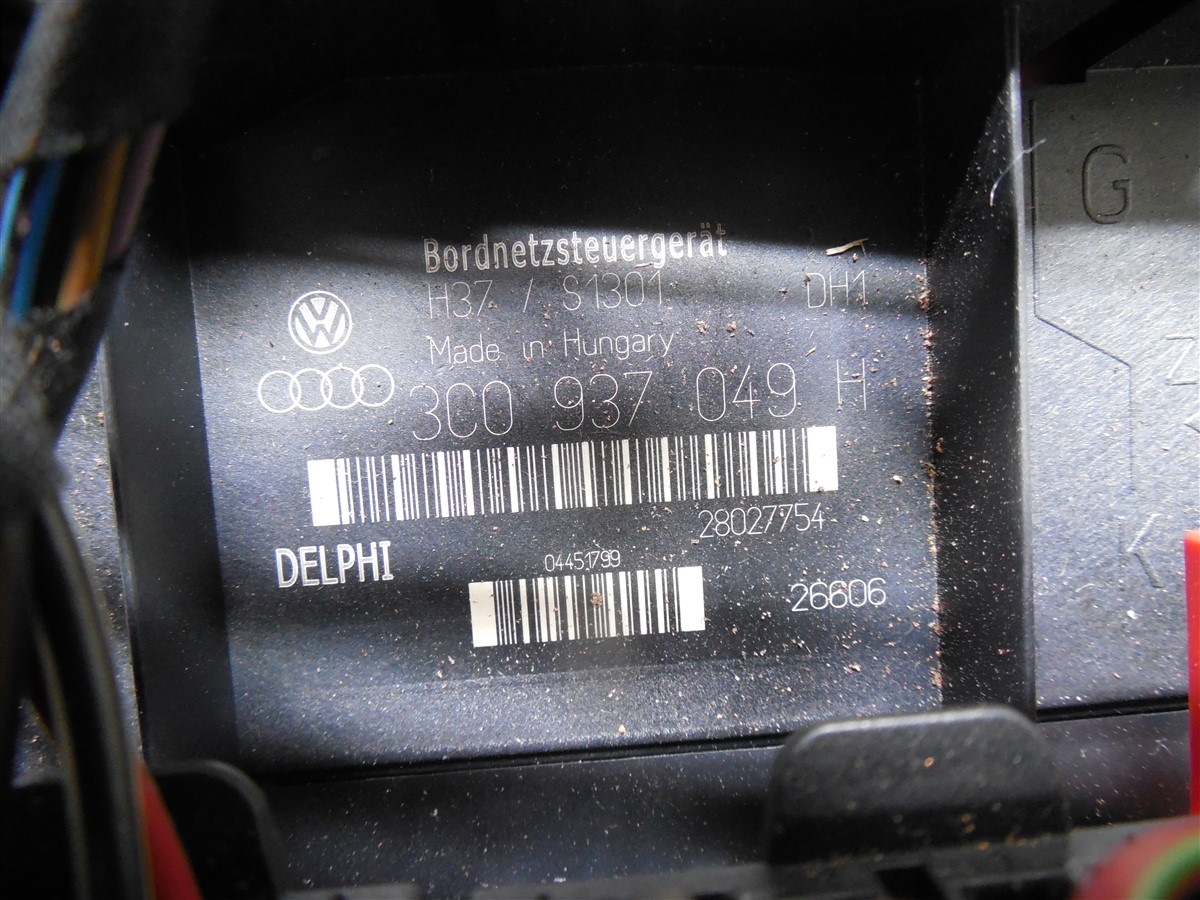 Bordnetzsteuergerät
H37 / S1301 DH1
Made in Hungary
3C0 937 049 H
28027754
DELPHI
04451799
26606
G
Z
K